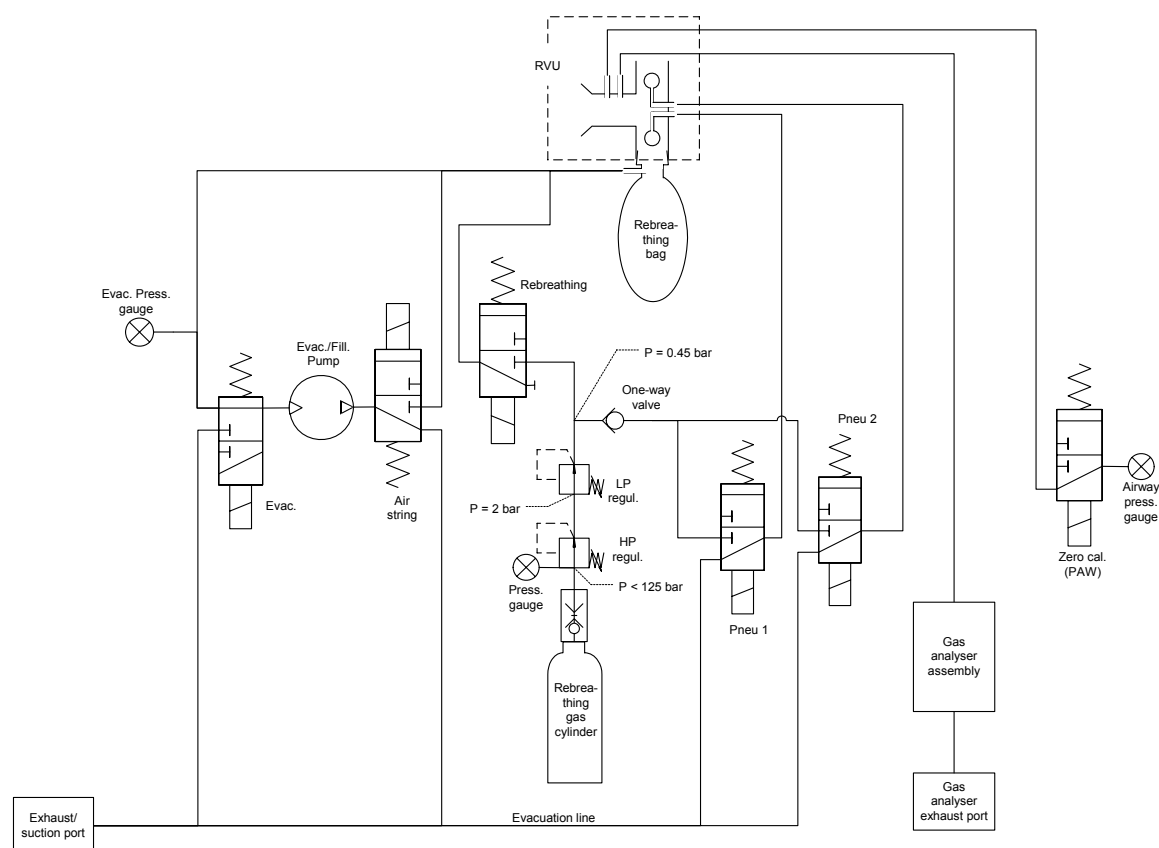 RVU
Rebrea-
thing
bag
Evac. Press.
gauge
Rebreathing
Evac./Fill.
Pump
P = 0.45 bar
One-way
valve
Pneu 2
Evac.
Air
string
LP
regul.
P = 2 bar
HP
regul.
Press.
gauge
P < 125 bar
Airway
press.
gauge
Zero cal.
(PAW)
Pneu 1
Gas
analyser
assembly
Rebrea-
thing
gas
cylinder
Gas
analyser
exhaust port
Exhaust/
suction port
Evacuation line